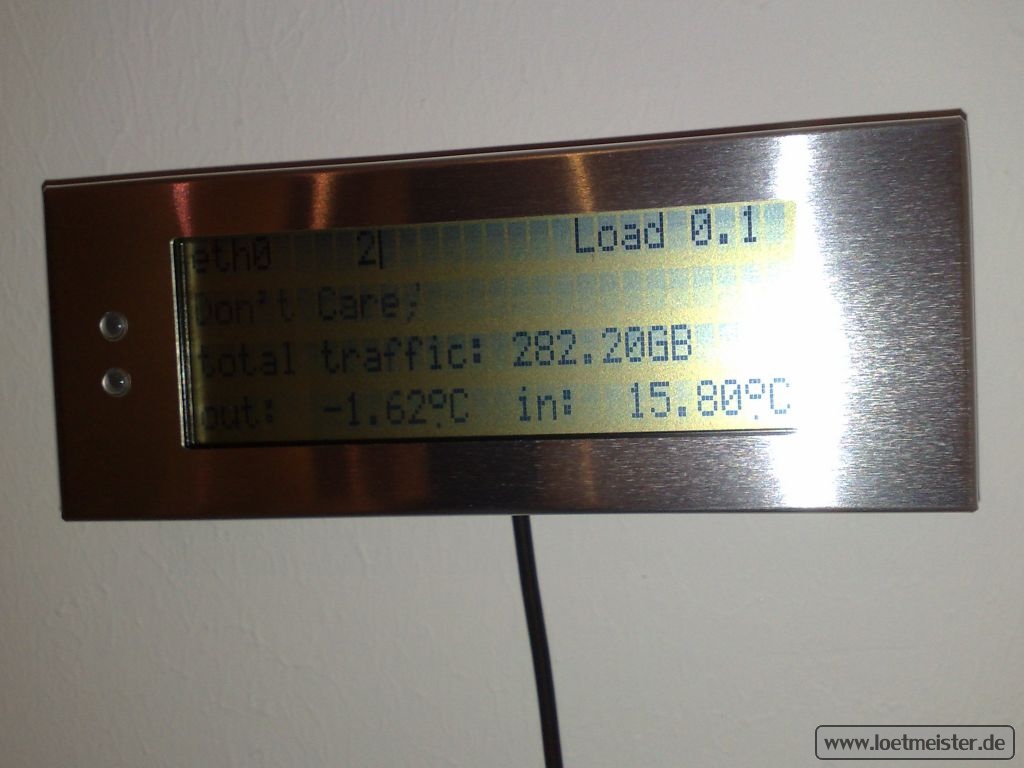 eth0 2 Load 0.1
Don't Care,
total traffic: 282.20GB
out: -1.62°C in: 15.80°C
www.loetmeister.de